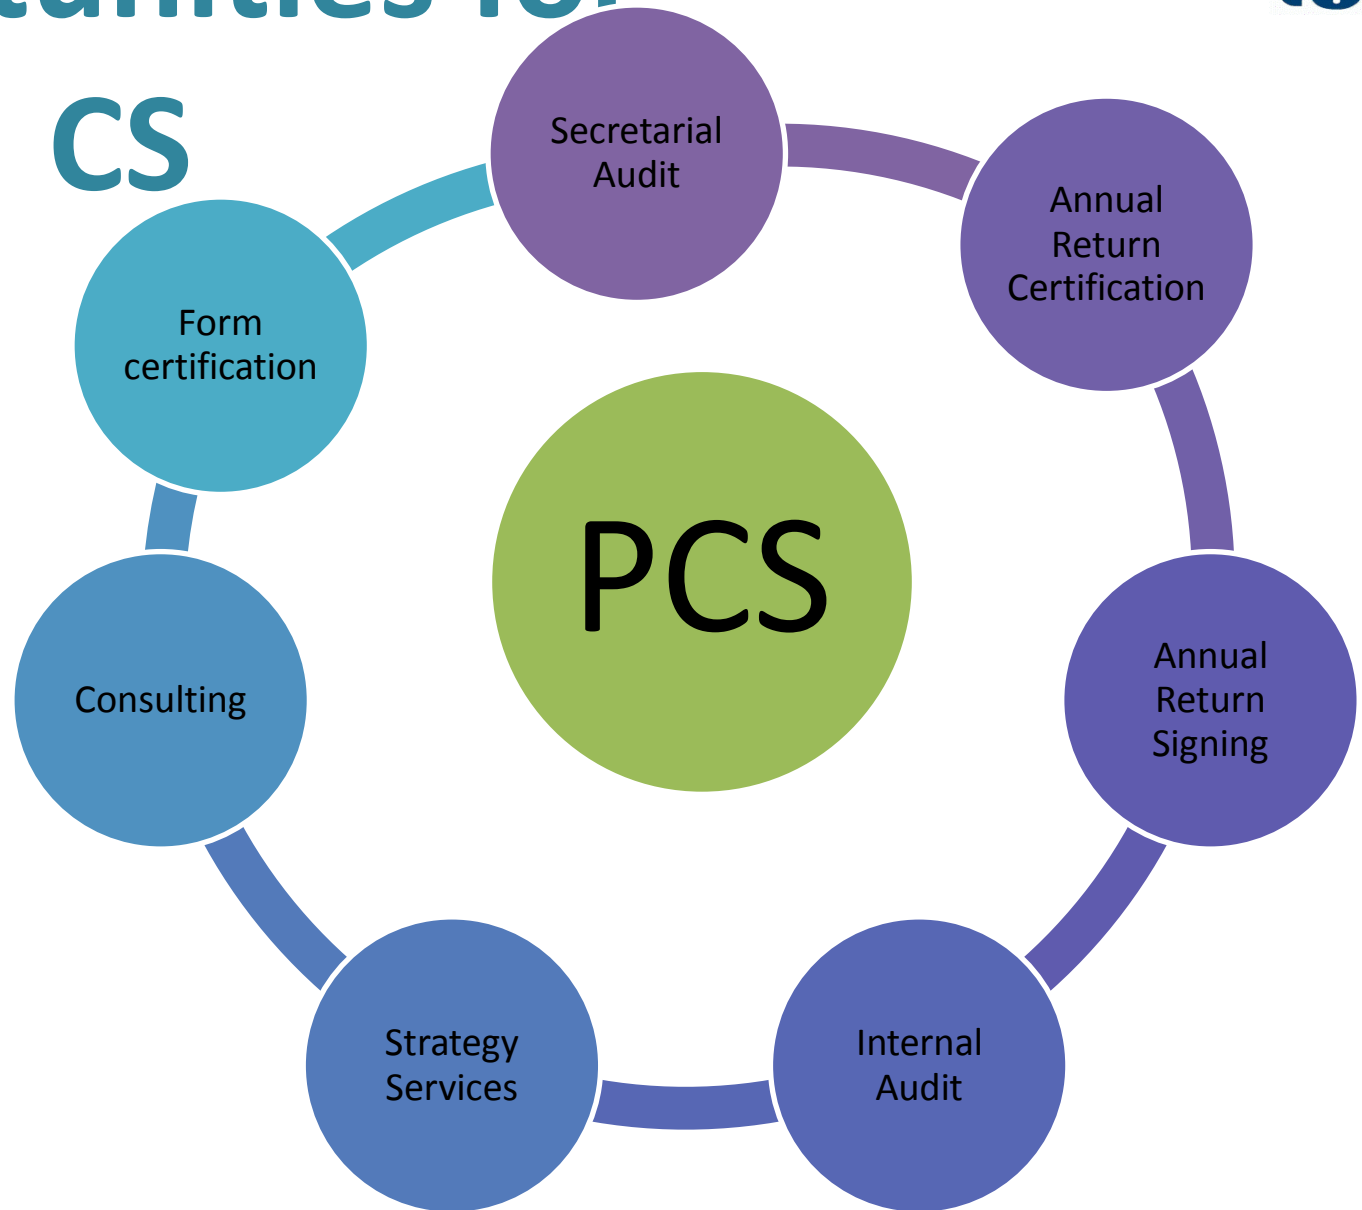 CS
Secretarial
Audit
Annual
Return
Certification
Form
certification
PCS
Annual
Return
Signing
Consulting
Strategy
Services
Internal
Audit